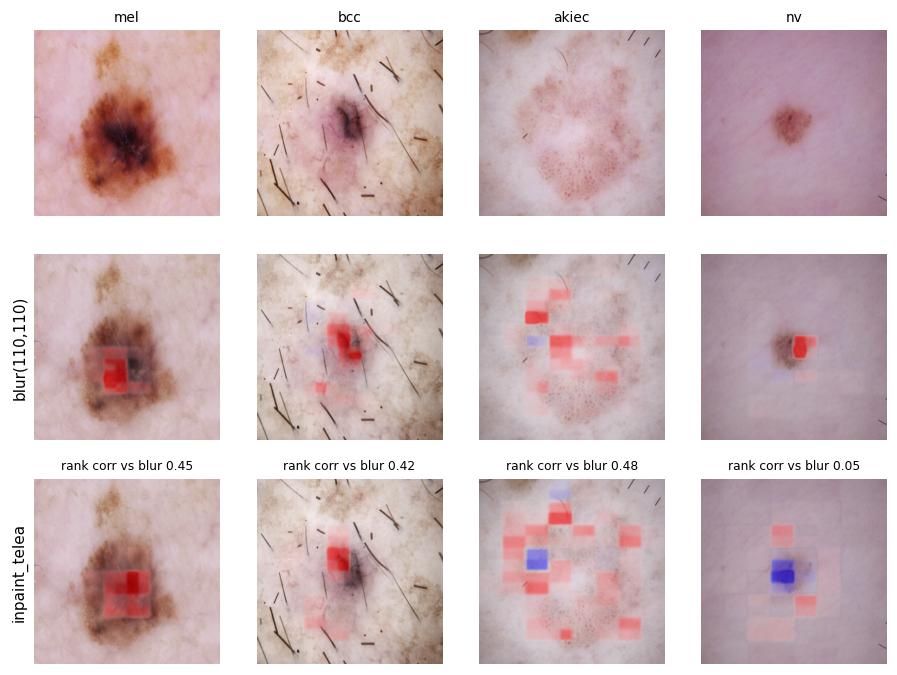 mel
bcc
akiec
nv
blur(110,110)
rank corr vs blur 0.45
rank corr vs blur 0.42
rank corr vs blur 0.48
rank corr vs blur 0.05
inpaint_telea